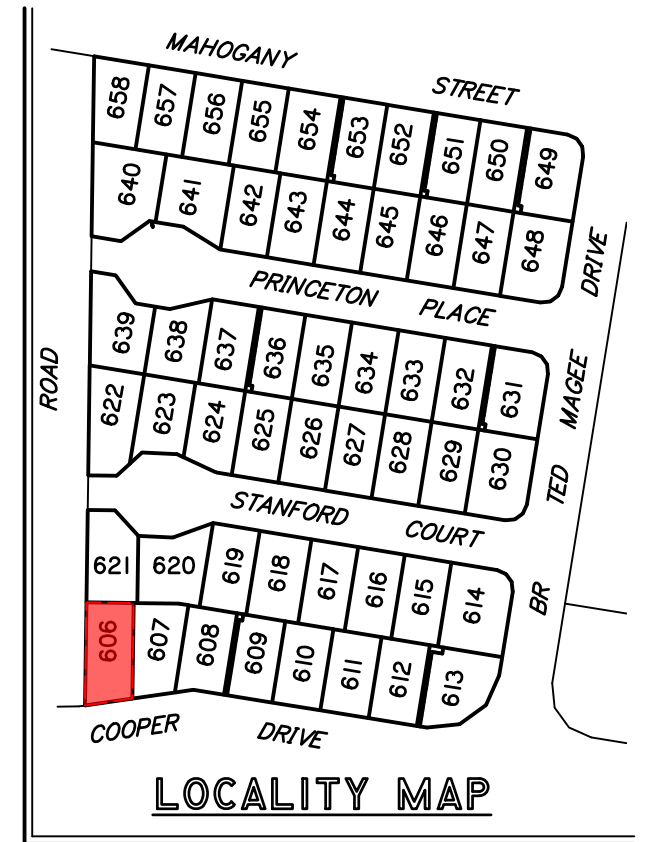 MAHOGANY STREET
658 657 656 655 654 653 652 651 650 649
640 641 642 643 644 645 646 647 648
DRIVE
PRINCETON PLACE
639 638 637 636 635 634 633 632 631
ROAD
MAGEE
622 623 624 625 626 627 628 629 630
TED
STANFORD COURT
621 620 619 618 617 616 615 614
BR
606 607 608 609 610 611 612 613
COOPER DRIVE
LOCALITY MAP